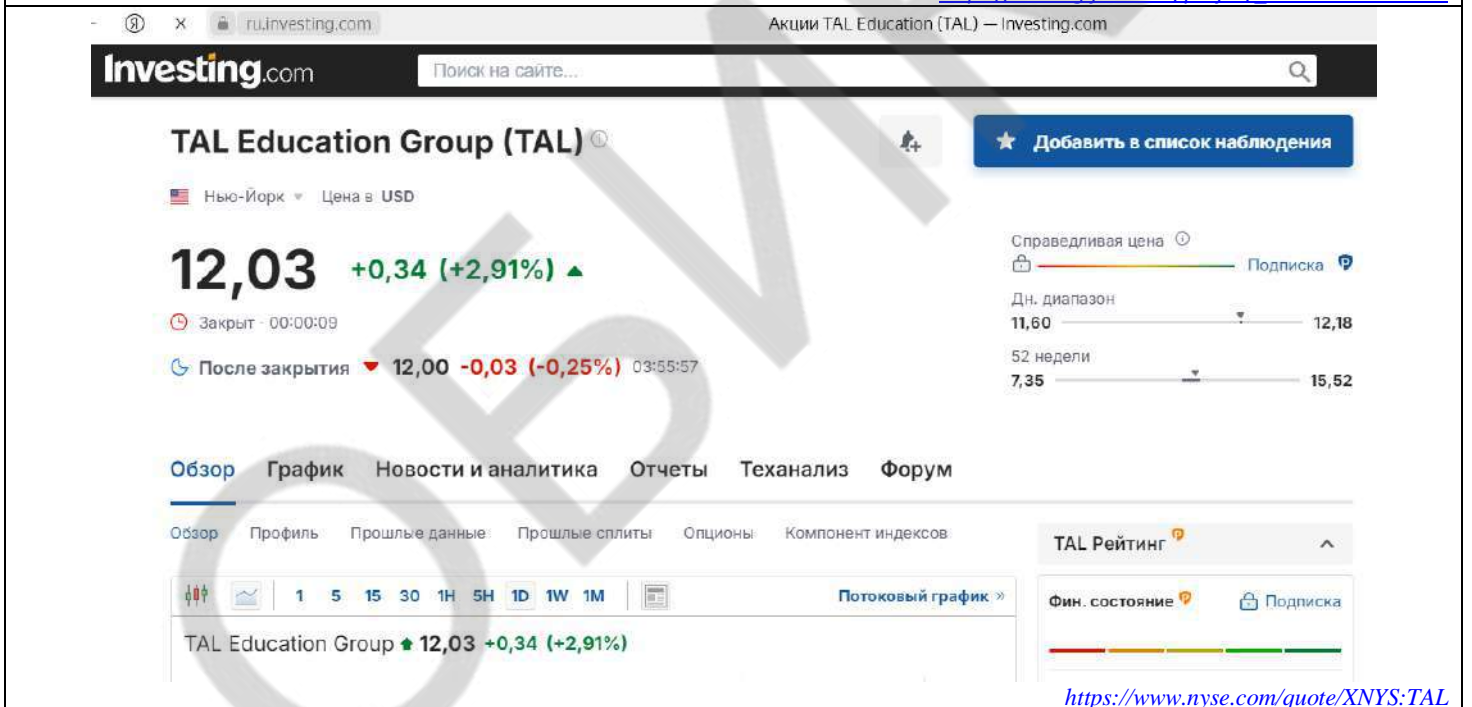 ru.investing.com Акции TAL Education (TAL) — Investing.com
Investing.com Поиск на сайте...
TAL Education Group (TAL)
Добавить в список наблюдения
Нью-Йорк Цена в USD
Справедливая цена
12,03 +0,34 (+2,91%)
Подписка
Дн. диапазон
Закрыт · 00:00:09
11,60 12,18
52 недели
После закрытия 12,00 -0,03 (-0,25%) 03:55:57
7,35 15,52
Обзор График Новости и аналитика Отчеты Теханализ Форум
Обзор Профиль Прошлые данные Прошлые сплиты Опционы Компонент индексов
TAL Рейтинг
1 5 15 30 1H 5H 1D 1W 1M Потоковый график »
Фин. состояние Подписка
TAL Education Group 12,03 +0,34 (+2,91%)
https://www.nyse.com/quote/XNYS:TAL